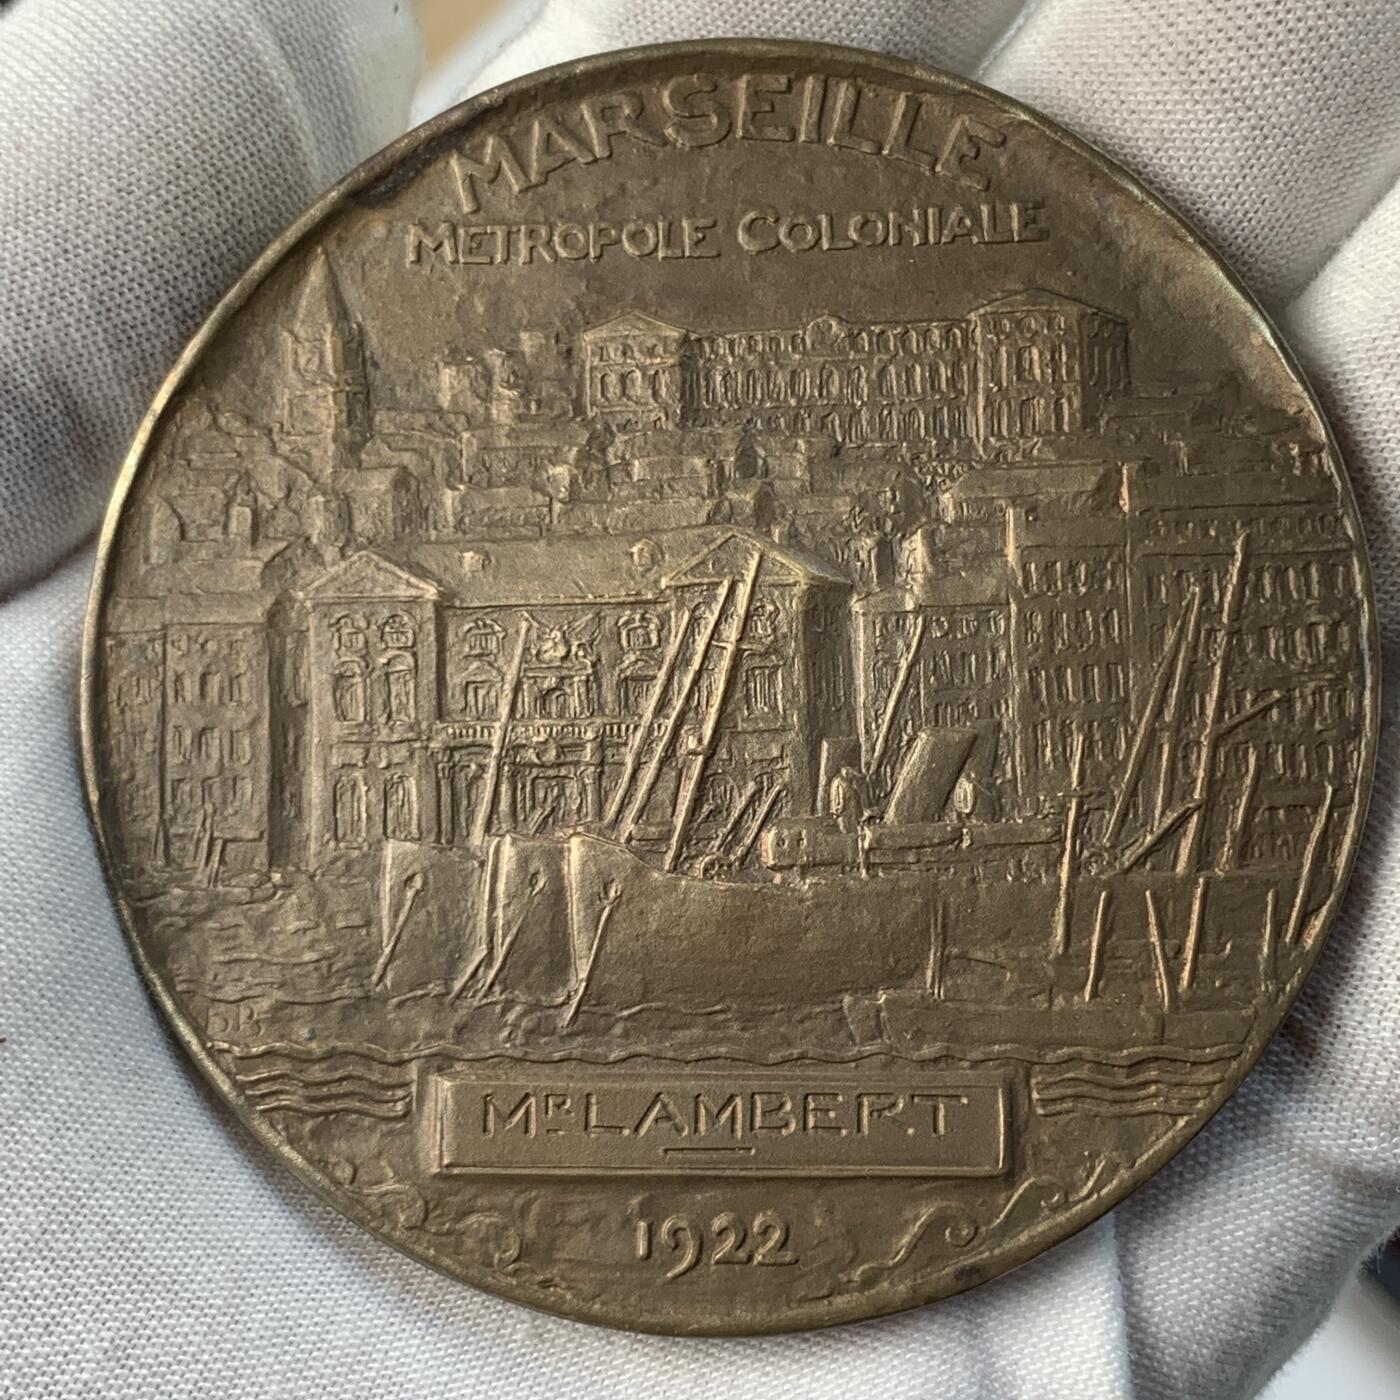 MARSEILLE
METROPOLE COLONIALE
MR LAMBERT
1922